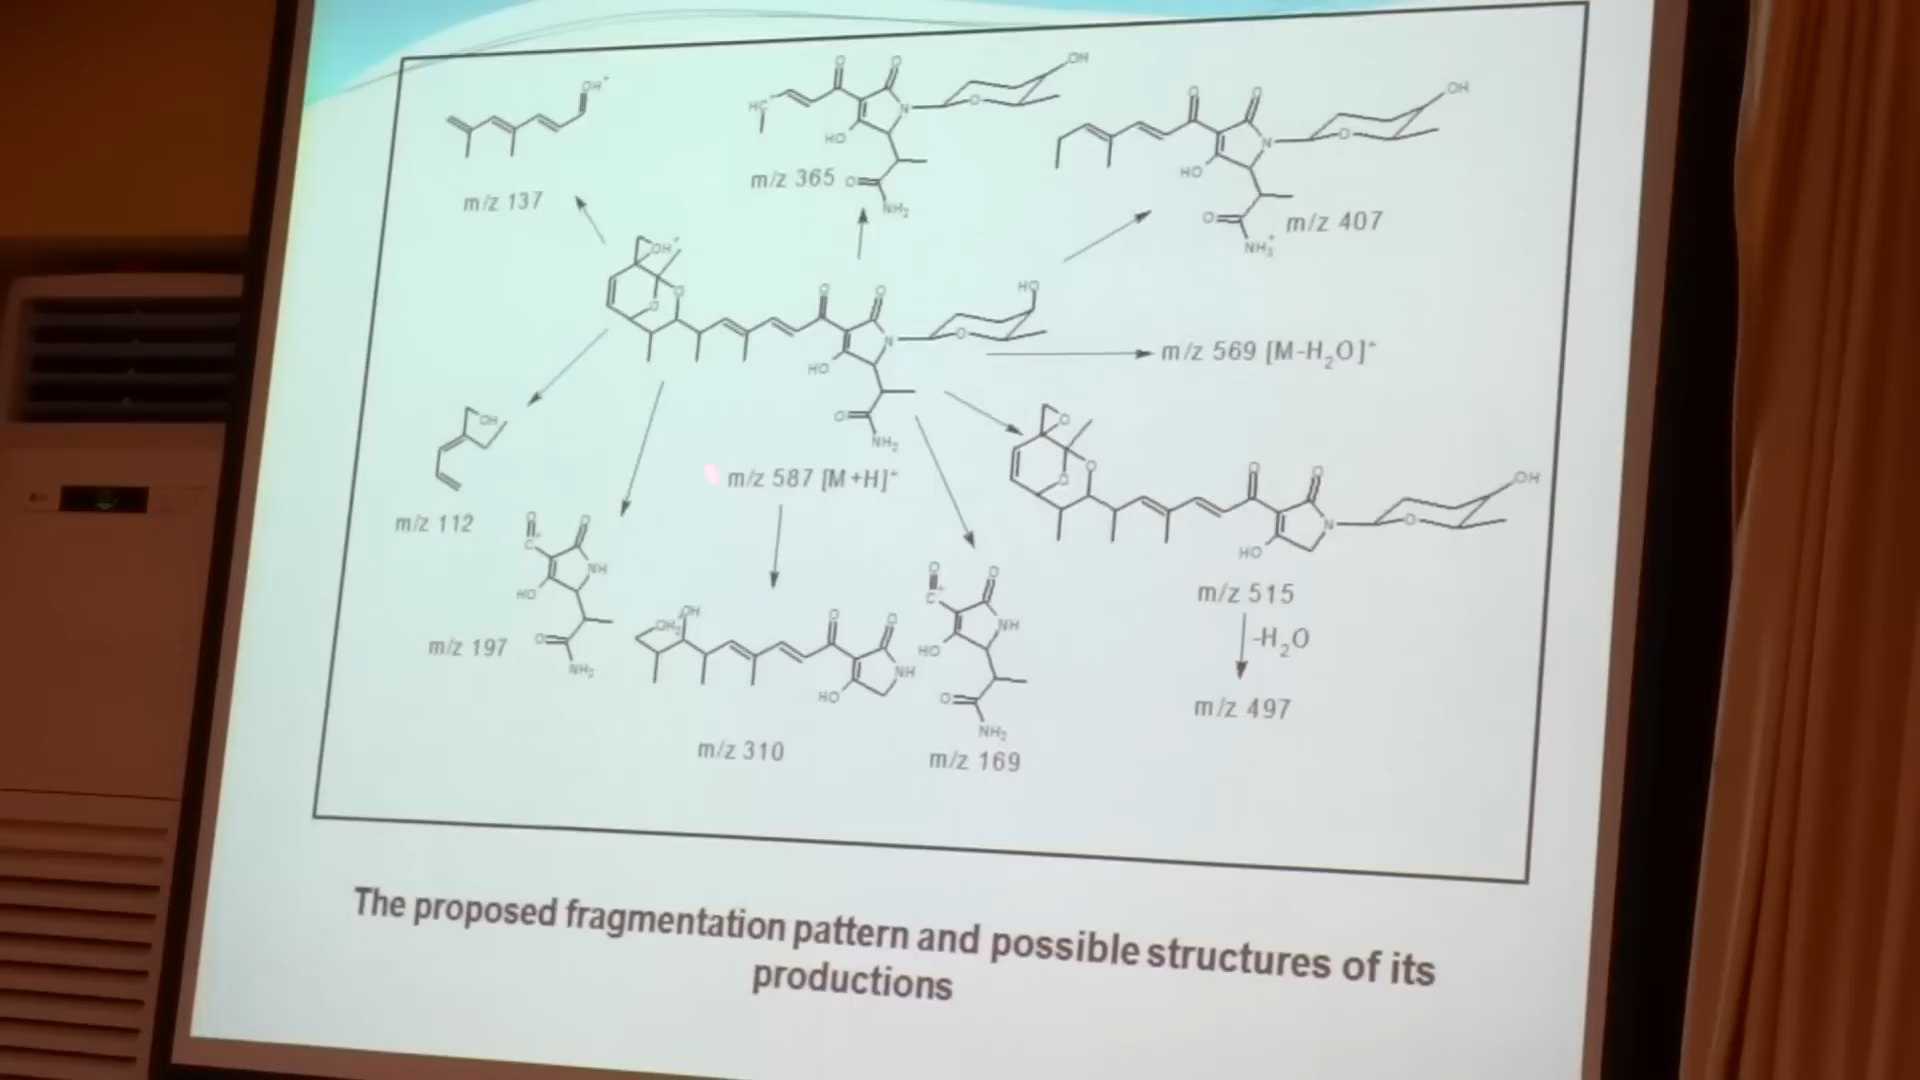 m/z 137
m/z 365
m/z 407
m/z 569 [M-H₂O]⁺
m/z 587 [M+H]⁺
m/z 112
m/z 197
m/z 310
m/z 169
m/z 515
-H₂O
m/z 497
The proposed fragmentation pattern and possible structures of its
productions